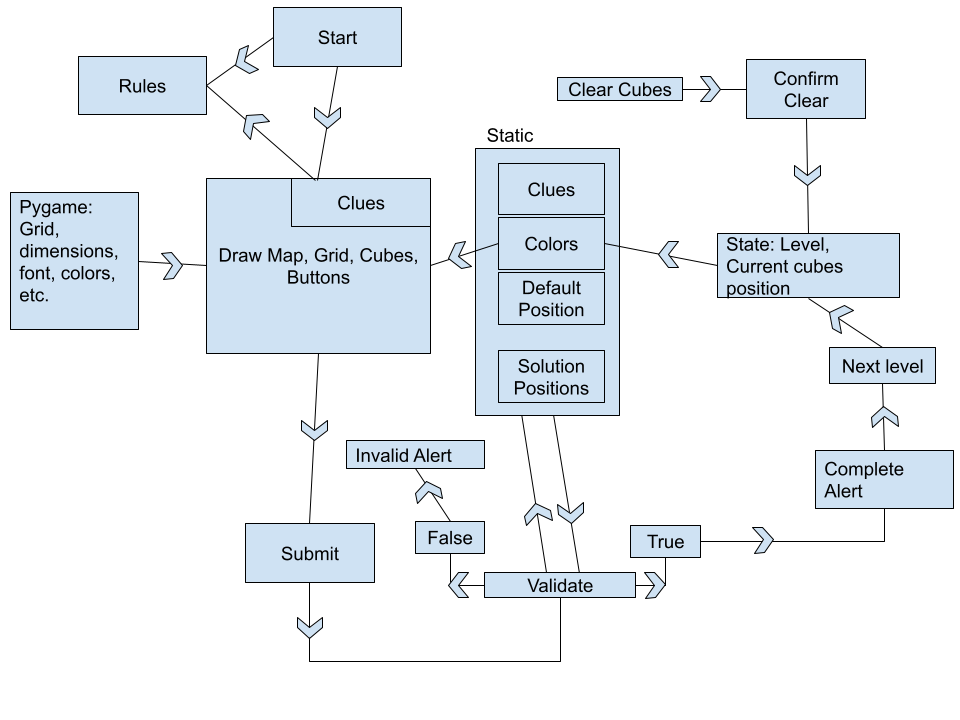 Start
Rules
Clear Cubes
Confirm
Clear
Static
Clues
Colors
Default
Position
Solution
Positions
Pygame:
Grid,
dimensions,
font, colors,
etc.
Clues
Draw Map, Grid, Cubes,
Buttons
State: Level,
Current cubes
position
Next level
Invalid Alert
Complete
Alert
False
True
Submit
Validate